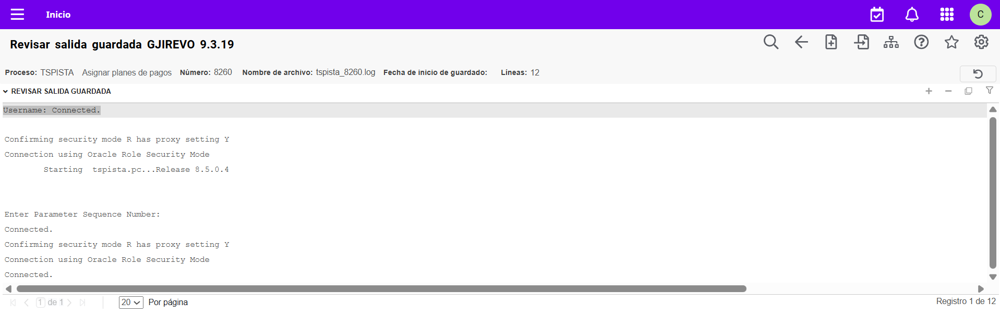 Inicio
C
Revisar salida guardada GJIREVO 9.3.19
Proceso: TSPISTA Asignar planes de pagos Número: 8260 Nombre de archivo: tspista_8260.log Fecha de inicio de guardado: Líneas: 12
REVISAR SALIDA GUARDADA
Username: Connected.
Confirming security mode R has proxy setting Y
Connection using Oracle Role Security Mode
Starting tspista.pc...Release 8.5.0.4
Enter Parameter Sequence Number:
Connected.
Confirming security mode R has proxy setting Y
Connection using Oracle Role Security Mode
Connected.
1 de 1 20 Por página Registro 1 de 12